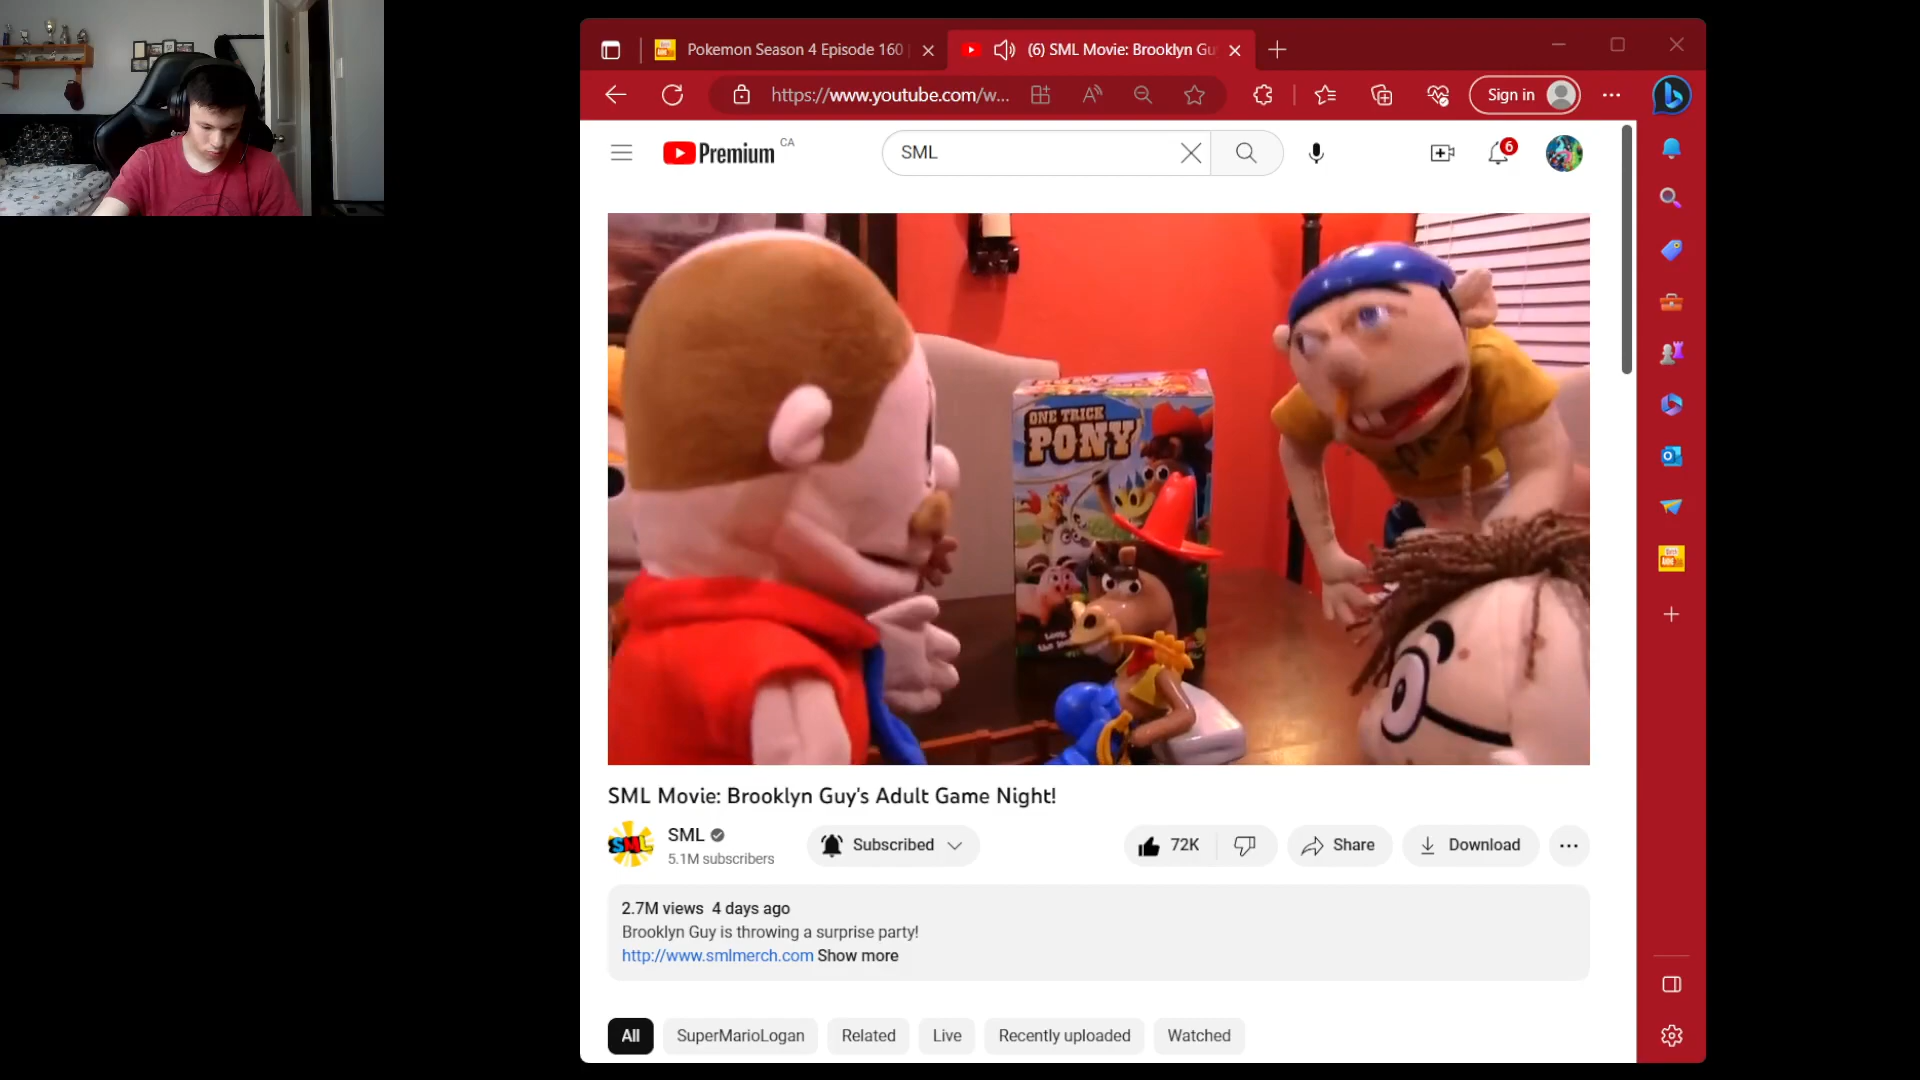 Pokemon Season 4 Episode 160
(6) SML Movie: Brooklyn Gu
https://www.youtube.com/w...
Sign in
Premium
CA
SML
6
ONE TRICK
PONY
SML Movie: Brooklyn Guy's Adult Game Night!
SML
SML
5.1M subscribers
Subscribed
72K
Share
Download
2.7M views 4 days ago
Brooklyn Guy is throwing a surprise party!
http://www.smlmerch.com Show more
All
SuperMarioLogan
Related
Live
Recently uploaded
Watched